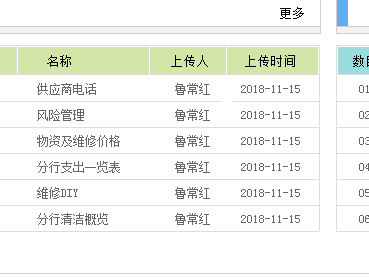 更多
名称 上传人 上传时间 数
供应商电话 鲁常红 2018-11-15 01
风险管理 鲁常红 2018-11-15 02
物资及维修价格 鲁常红 2018-11-15 03
分行支出一览表 鲁常红 2018-11-15 04
维修DIY 鲁常红 2018-11-15 05
分行清洁概览 鲁常红 2018-11-15 06